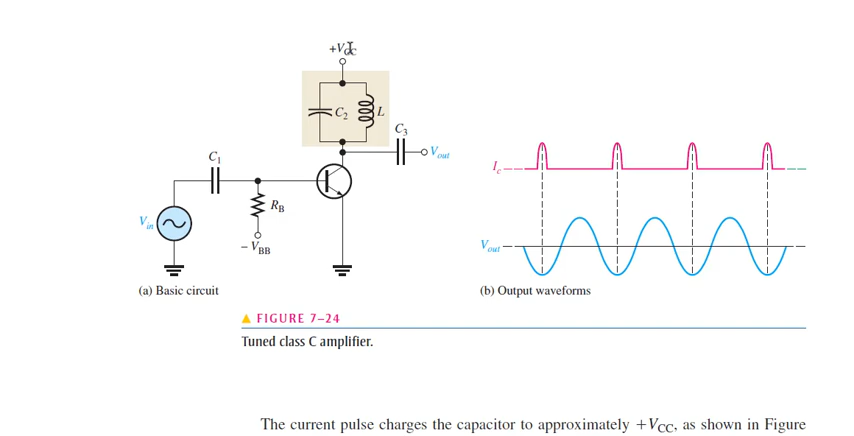 +VCC
C2
L
C3
Vout
C1
Vin
RB
– VBB
Ic
Vout
(a) Basic circuit
(b) Output waveforms
▲ FIGURE 7–24
Tuned class C amplifier.
The current pulse charges the capacitor to approximately +VCC, as shown in Figure